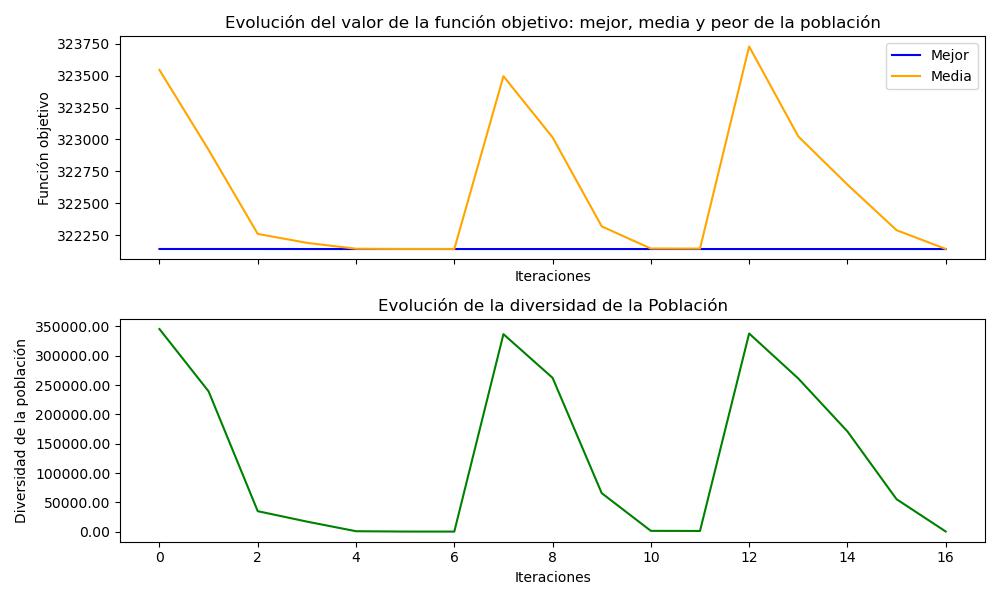 Evolución del valor de la función objetivo: mejor, media y peor de la población
323750
323500
323250
323000
322750
322500
322250
Función objetivo
Mejor
Media
Iteraciones
Evolución de la diversidad de la Población
350000.00
300000.00
250000.00
200000.00
150000.00
100000.00
50000.00
0.00
Diversidad de la población
0 2 4 6 8 10 12 14 16
Iteraciones